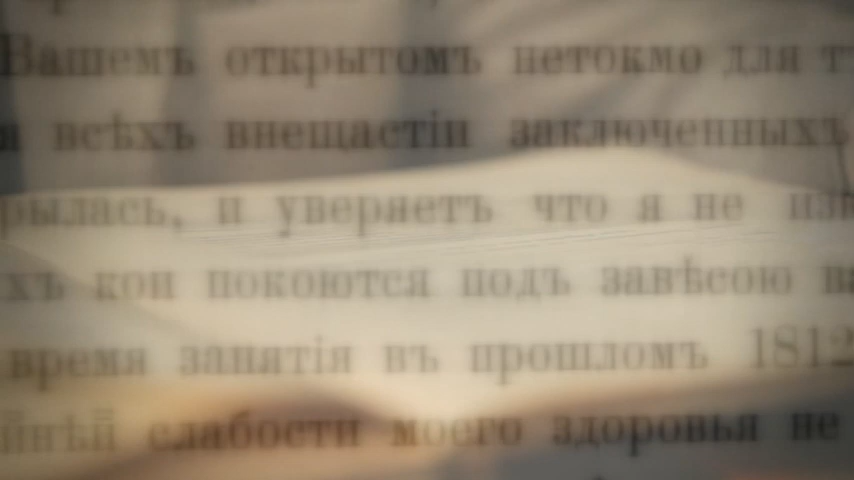 Вашемъ открытомъ нетокмо для
я всѣхъ внещастіи заключенныхъ
рылась, и уверяетъ что я не
хъ кои покоются подъ завѣсою
время занятія въ прошломъ 1812
слабости моего здоровья не